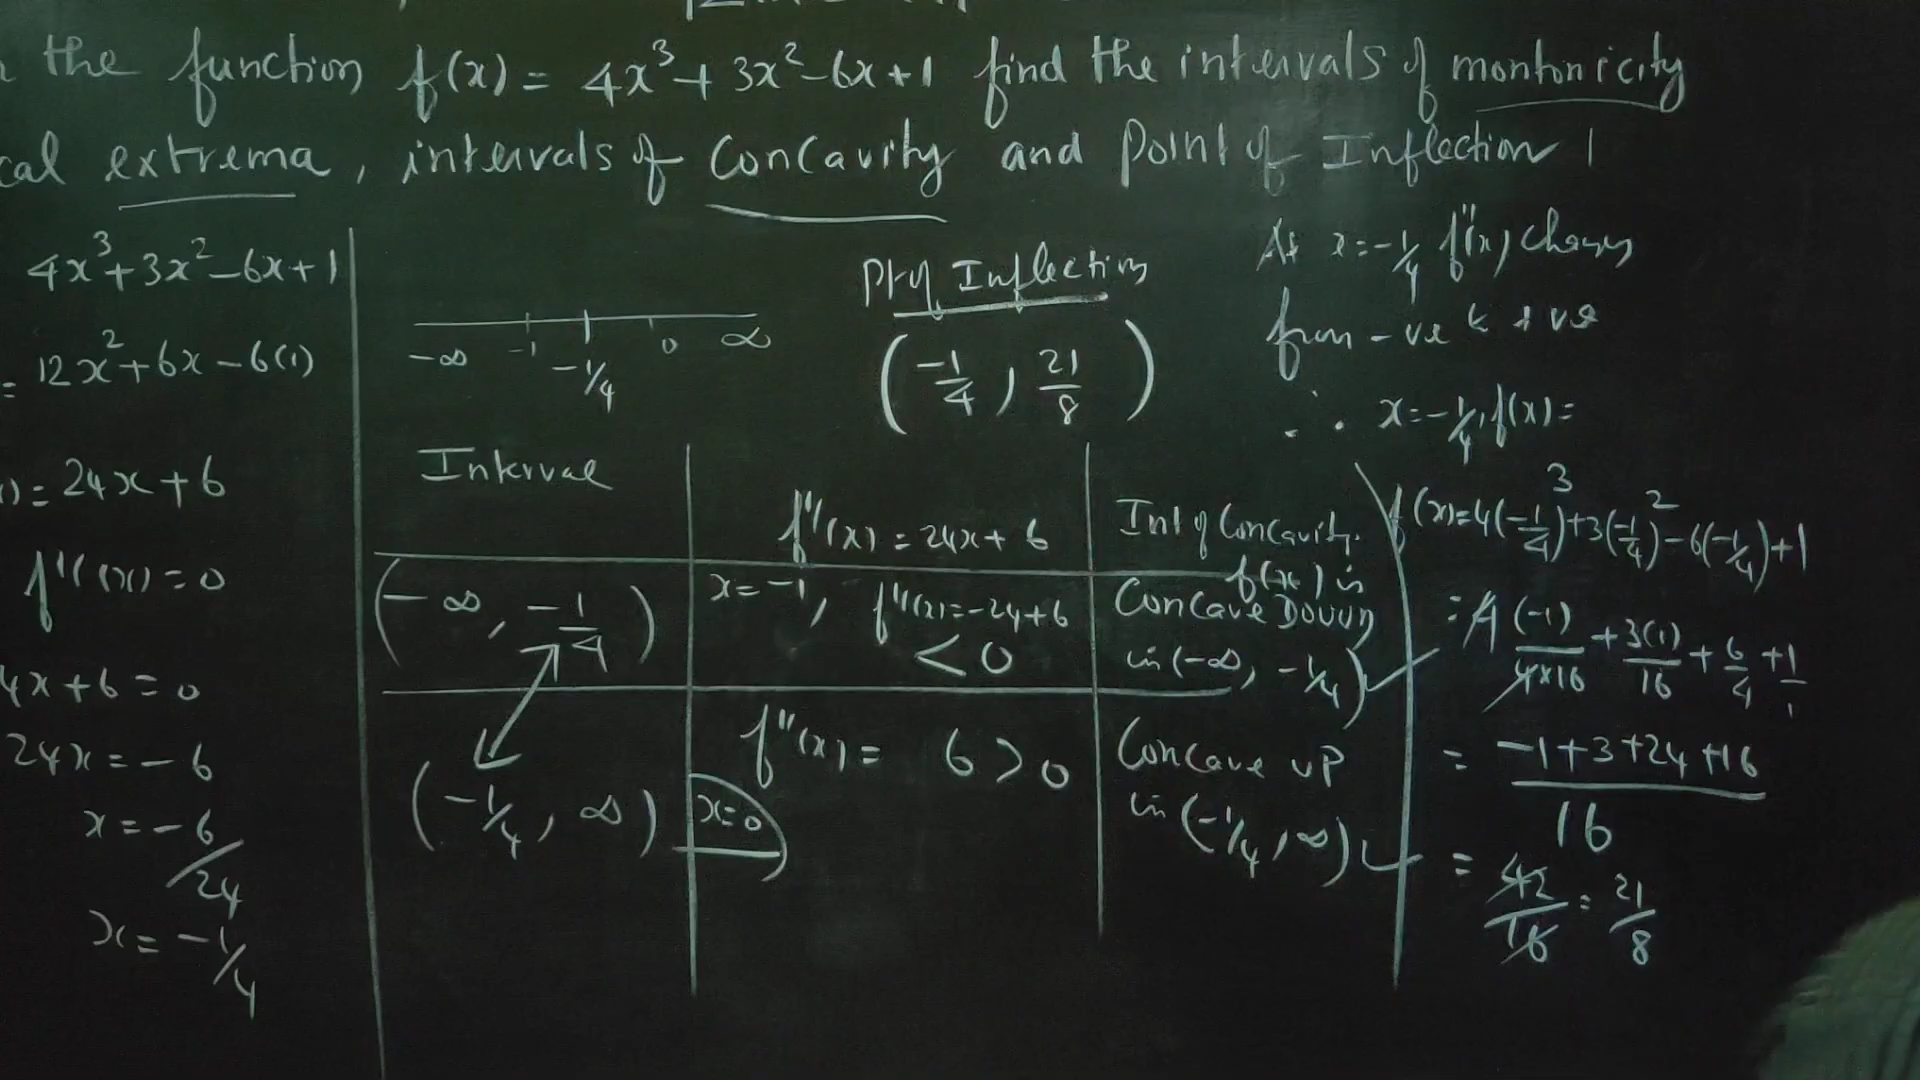 the function f(x) = 4x³ + 3x² - 6x + 1 find the intervals of montonicity
cal extrema, intervals of concavity and Point of Inflection
4x³ + 3x² - 6x + 1
= 12x² + 6x - 6(1)
) = 24x + 6
f''(x) = 0
4x + 6 = 0
24x = - 6
x = - 6/24
x = - 1/4
-∞ -1 -1/4 0 ∞
Pt of Inflection
(-1/4, 21/8)
At x = -1/4 f''(x) changes
from -ve to +ve
∴ x = -1/4, f(x) =
Interval
f''(x) = 24x + 6
Int of Concavity.
(-∞, -1/4)
x = -1, f''(x) = -24 + 6
< 0
f(x) is
Concave Down
in (-∞, -1/4)
(-1/4, ∞)
x = 0
f''(x) = 6 > 0
Concave up
in (-1/4, ∞)
f(x) = 4(-1/4)³ + 3(-1/4)² - 6(-1/4) + 1
= 4 (-1)/4×16 + 3(1)/16 + 6/4 + 1/1
= -1 + 3 + 24 + 16 / 16
= 42/16 = 21/8